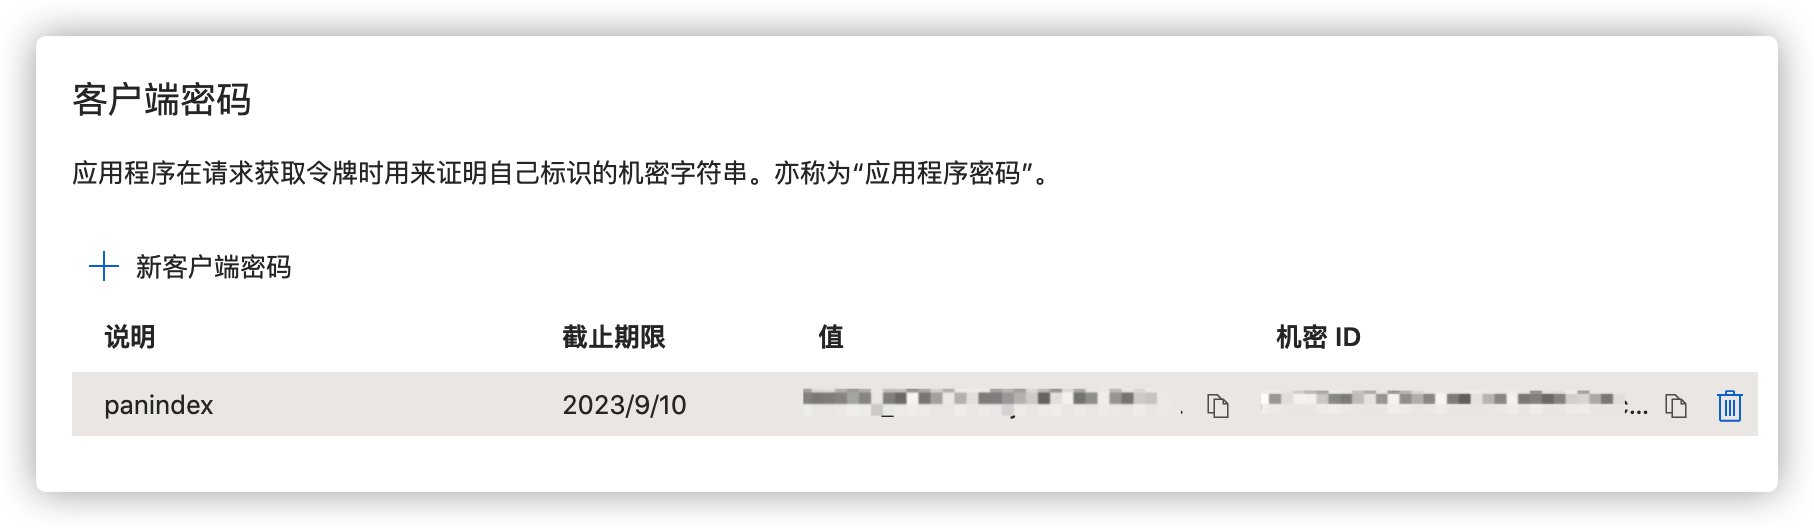 客户端密码
应用程序在请求获取令牌时用来证明自己标识的机密字符串。亦称为“应用程序密码”。
新客户端密码
说明 截止期限 值 机密 ID
panindex 2023/9/10